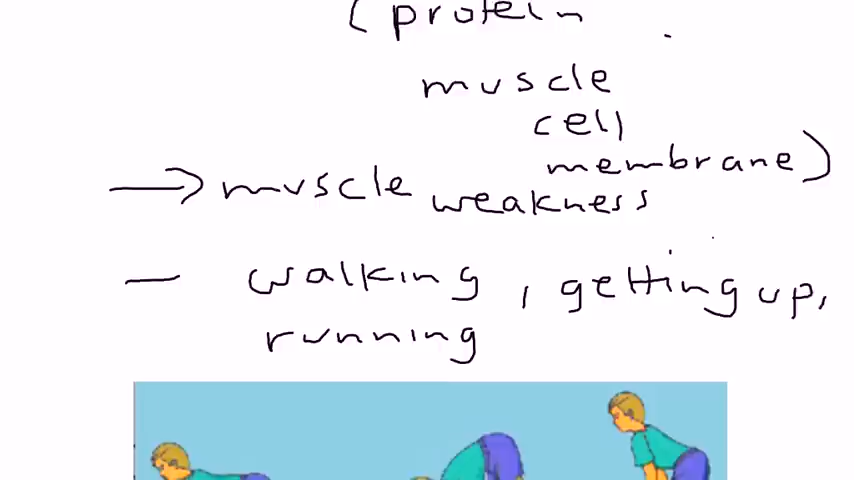 (protein
muscle
cell
membrane)
→ muscle weakness
— walking, getting up,
running